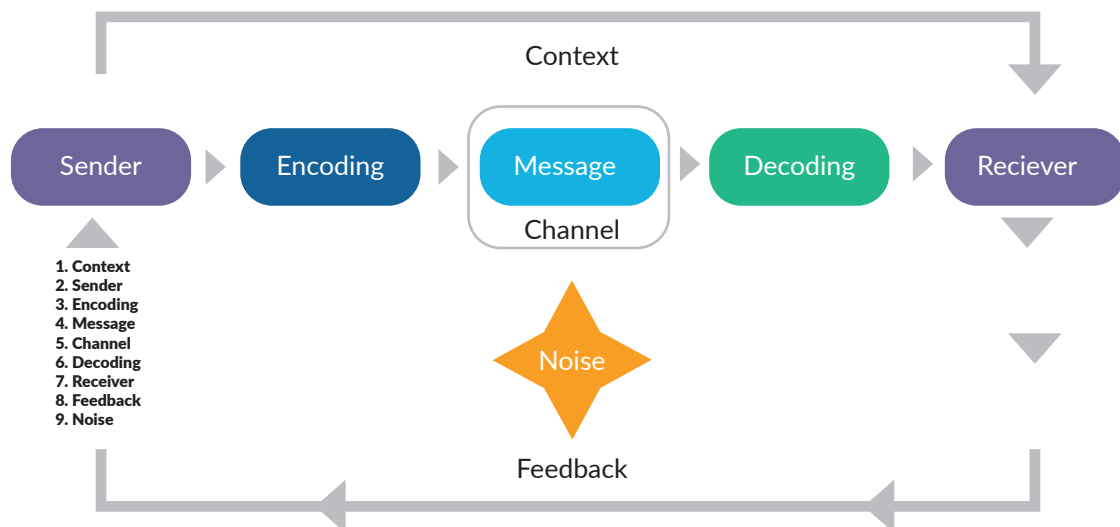 Context
Sender
Encoding
Message
Decoding
Reciever
Channel
1. Context
2. Sender
3. Encoding
4. Message
5. Channel
6. Decoding
7. Receiver
8. Feedback
9. Noise
Noise
Feedback